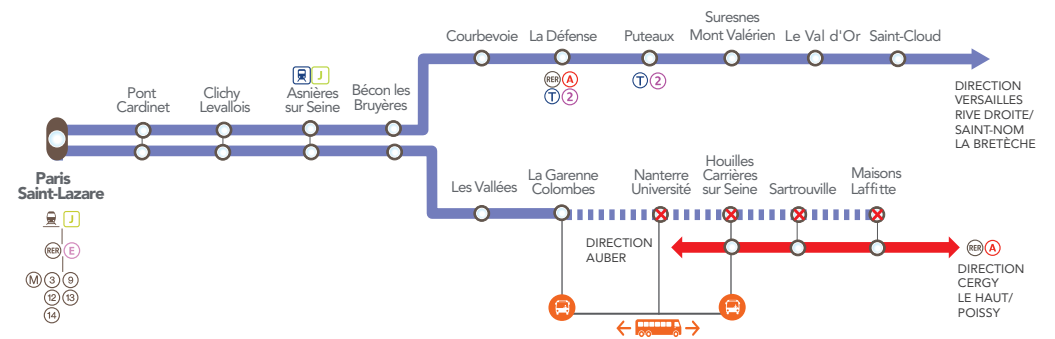 Courbevoie
La Défense
Puteaux
Suresnes
Mont Valérien
Le Val d'Or
Saint-Cloud
RER A
T 2
T 2
DIRECTION
VERSAILLES
RIVE DROITE/
SAINT-NOM
LA BRETÈCHE
Pont
Cardinet
Clichy
Levallois
J
Asnières
sur Seine
Bécon les
Bruyères
Paris
Saint-Lazare
J
RER E
M 3 9
12 13
14
Les Vallées
La Garenne
Colombes
Nanterre
Université
Houilles
Carrières
sur Seine
Sartrouville
Maisons
Laffitte
DIRECTION
AUBER
RER A
DIRECTION
CERGY
LE HAUT/
POISSY